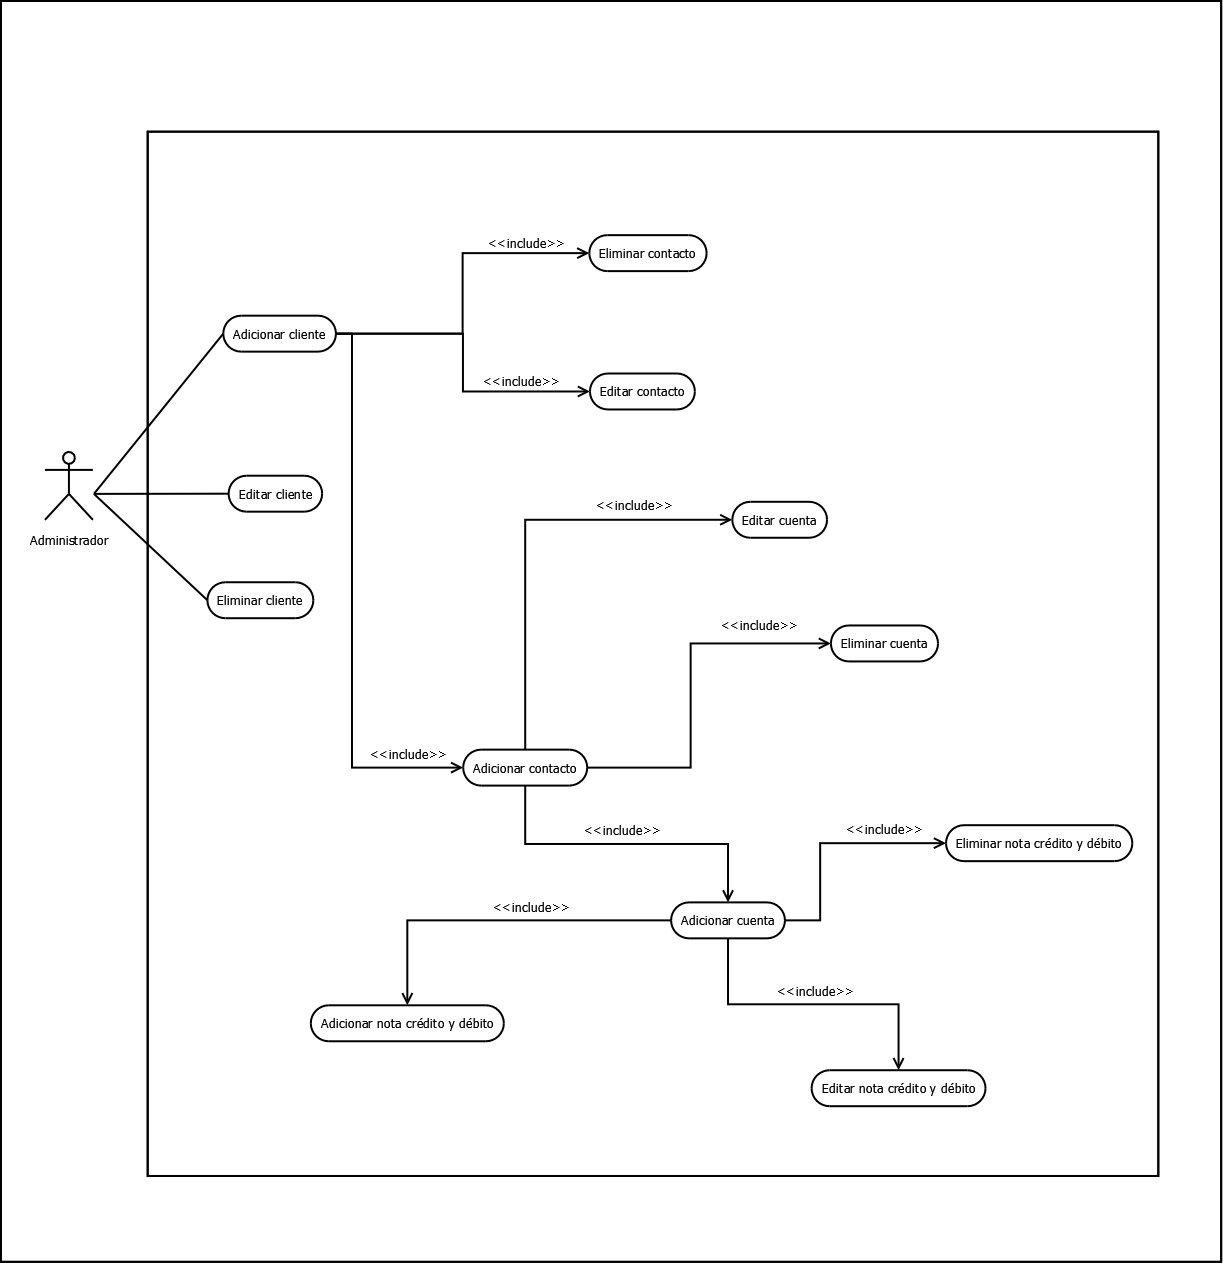 <<include>>
Eliminar contacto
Adicionar cliente
<<include>>
Editar contacto
Editar cliente
<<include>>
Editar cuenta
Administrador
Eliminar cliente
<<include>>
Eliminar cuenta
<<include>>
Adicionar contacto
<<include>>
<<include>>
Eliminar nota crédito y débito
<<include>>
Adicionar cuenta
<<include>>
Adicionar nota crédito y débito
Editar nota crédito y débito